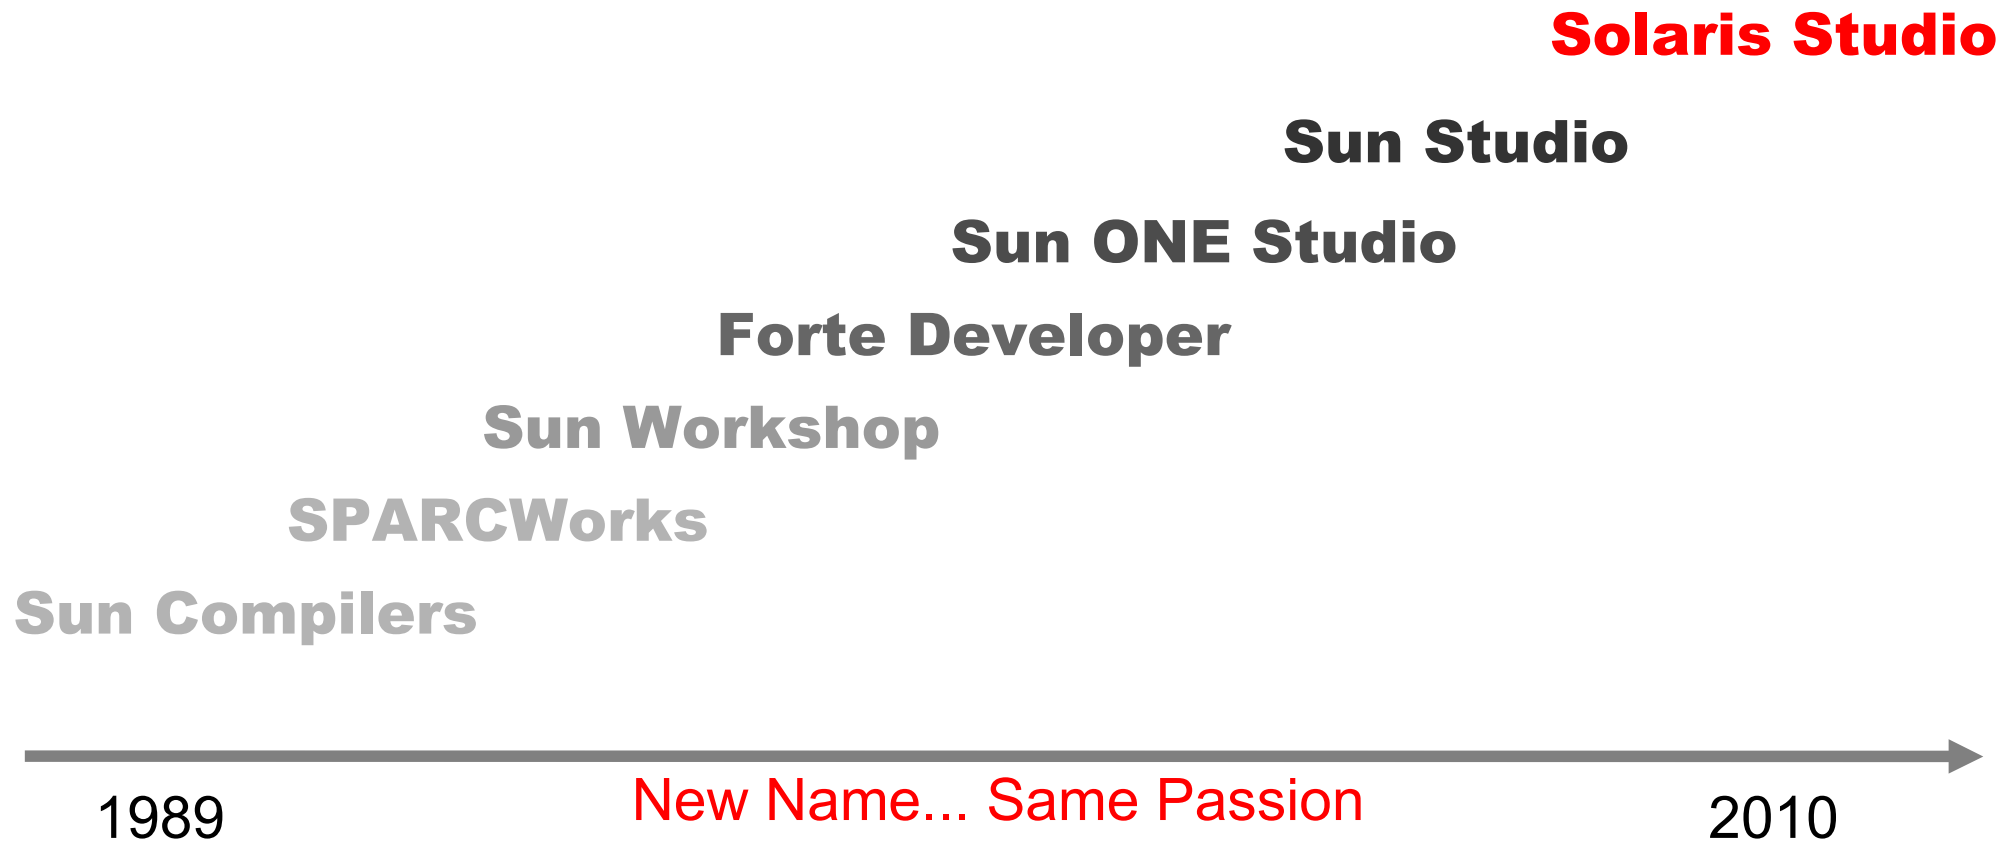 Solaris Studio
Sun Studio
Sun ONE Studio
Forte Developer
Sun Workshop
SPARCWorks
Sun Compilers
New Name... Same Passion
1989
2010